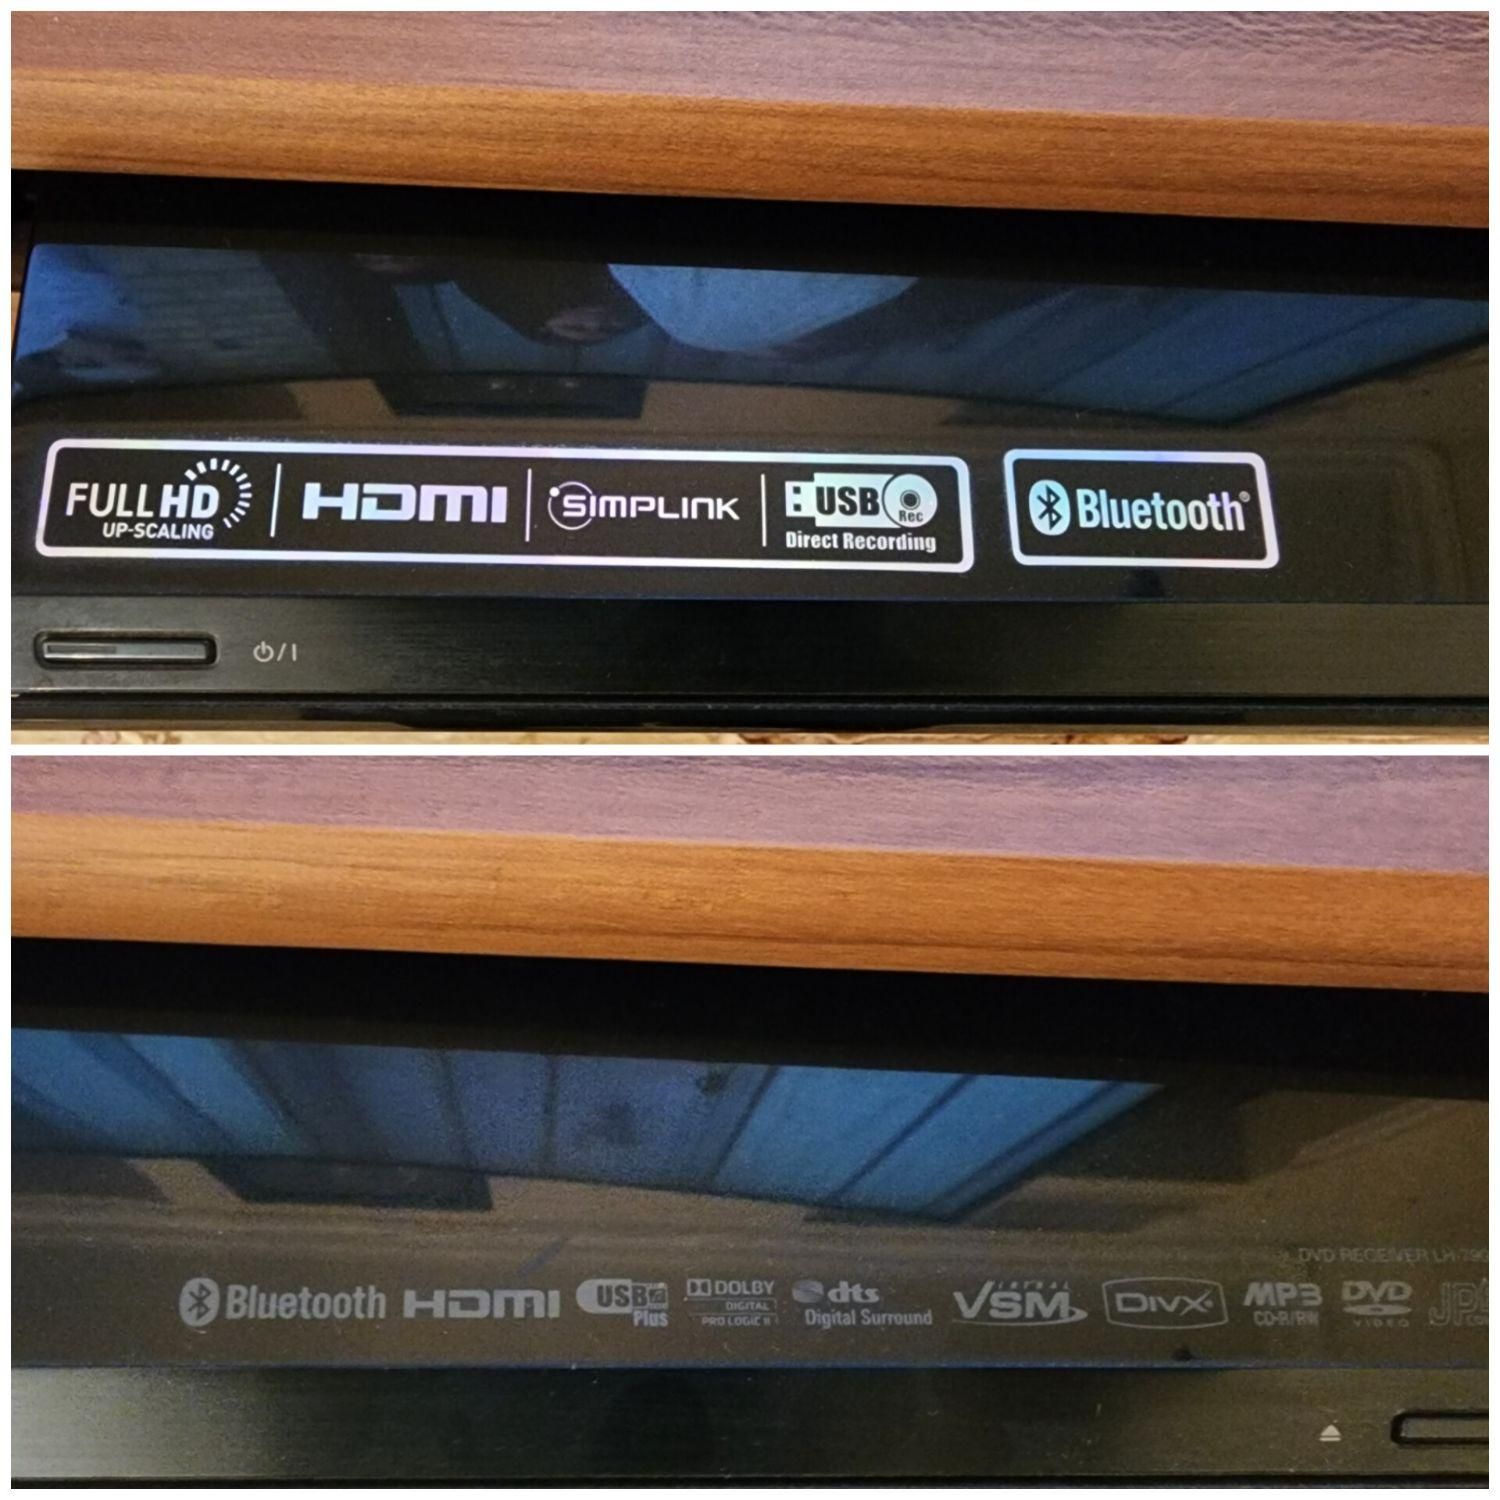 FULL HD
UP-SCALING
HDMI
SIMPLINK
USB
Rec
Direct Recording
Bluetooth®
DVD RECEIVER
Bluetooth
HDMI
USB
Plus
DOLBY
DIGITAL
PRO LOGIC II
dts
Digital Surround
VSM
DIVX
MP3
CD-R/RW
DVD
VIDEO